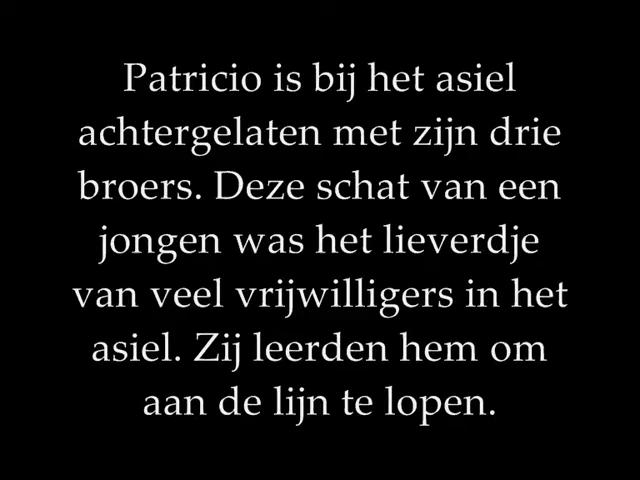 Patricio is bij het asiel
achtergelaten met zijn drie
broers. Deze schat van een
jongen was het lieverdje
van veel vrijwilligers in het
asiel. Zij leerden hem om
aan de lijn te lopen.